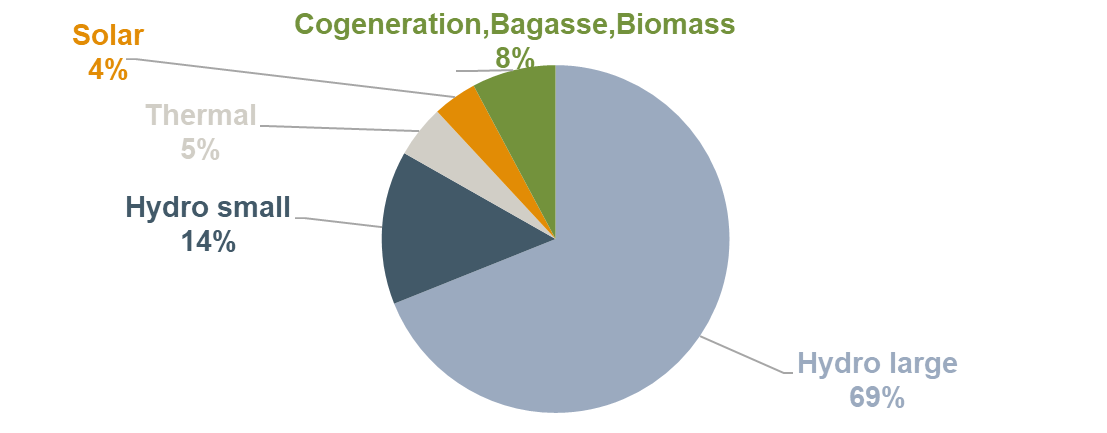 Cogeneration,Bagasse,Biomass
8%
Solar
4%
Thermal
5%
Hydro small
14%
Hydro large
69%